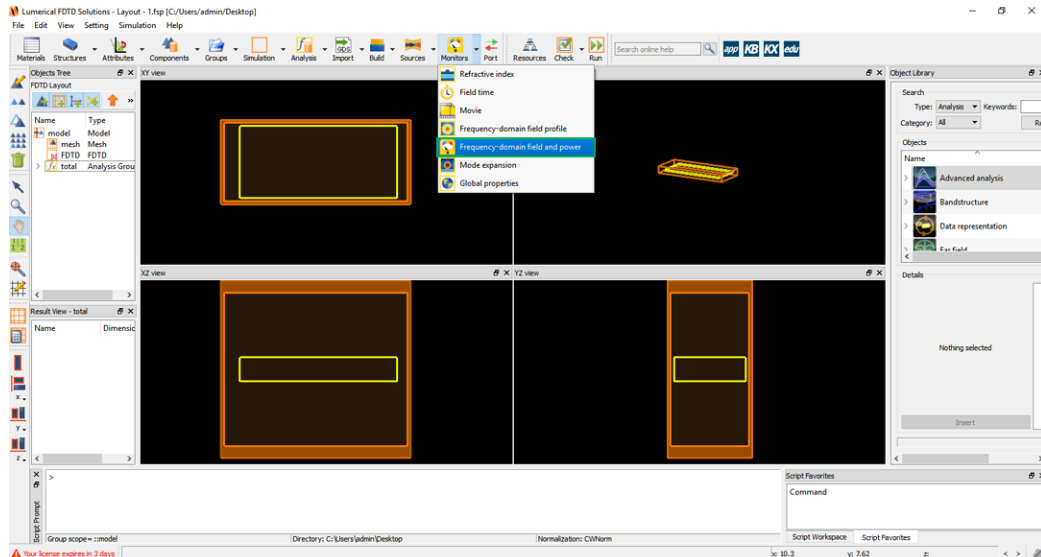 Lumerical FDTD Solutions - Layout - 1.fsp [C:/Users/admin/Desktop]
File Edit View Setting Simulation Help
Materials Structures Attributes Components Groups Simulation Analysis Import Build Sources Monitors Port Resources Check Run
GDS
Search online help
app KB KX edu
Objects Tree
FDTD Layout
Name Type
model Model
mesh Mesh
FDTD FDTD
total Analysis Grou
XY view
Refractive index
Field time
Movie
Frequency-domain field profile
Frequency-domain field and power
Mode expansion
Global properties
Object Library
Search
Type: Analysis Keywords:
Category: All
Objects
Name
Advanced analysis
Bandstructure
Data representation
Far field
XZ view
YZ view
Details
Nothing selected
Insert
Result View - total
Name Dimensic
x
y
z
>
Script Prompt
Group scope= ::model
Directory: C:\Users\admin\Desktop
Normalization: CWNorm
Script Favorites
Command
Script Workspace Script Favorites
Your license expires in 3 days
x: 10.3 y: 7.62 z: